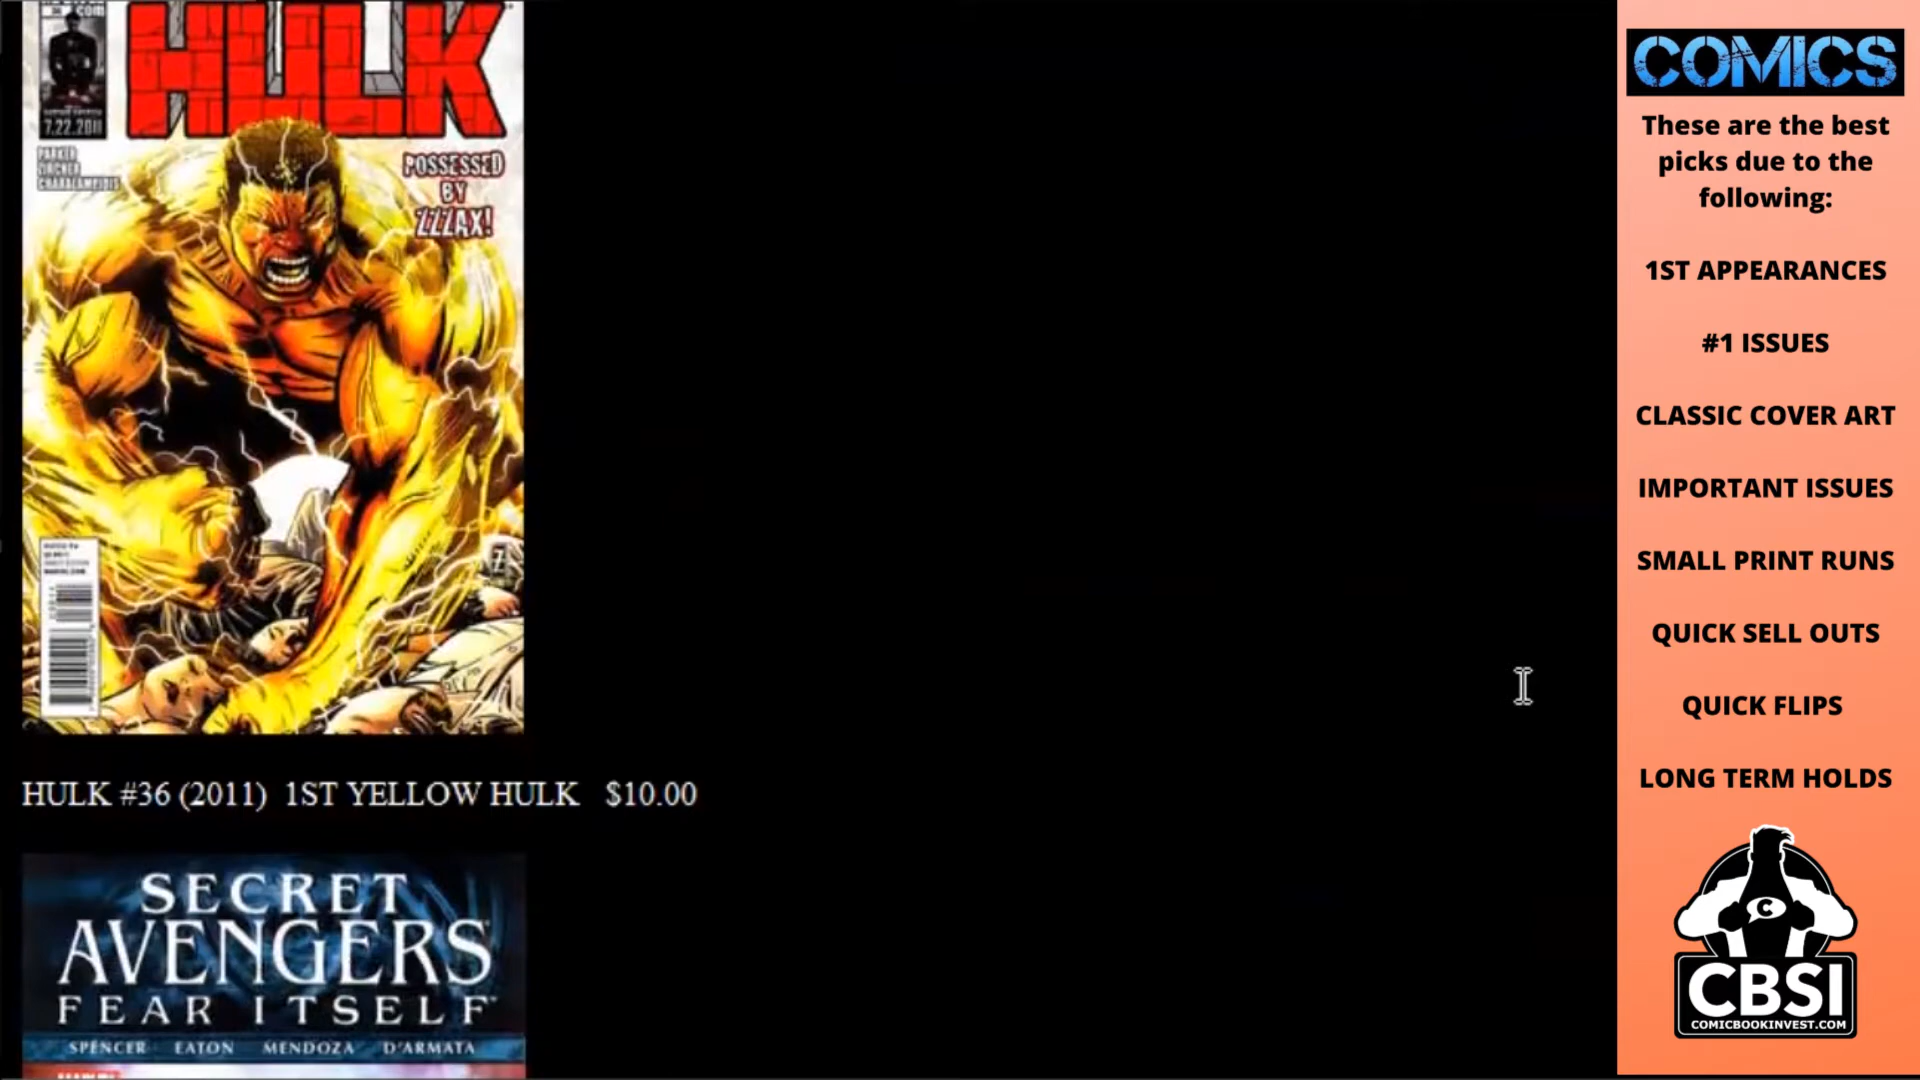 HULK
7.22.2011
PARKER
POSSESSED
BY
ZZZAX!
HULK #36 (2011) 1ST YELLOW HULK $10.00
SECRET
AVENGERS
FEAR ITSELF
SPENCER EATON MENDOZA D'ARMATA
COMICS
These are the best
picks due to the
following:
1ST APPEARANCES
#1 ISSUES
CLASSIC COVER ART
IMPORTANT ISSUES
SMALL PRINT RUNS
QUICK SELL OUTS
QUICK FLIPS
LONG TERM HOLDS
C
CBSI
COMICBOOKINVEST.COM